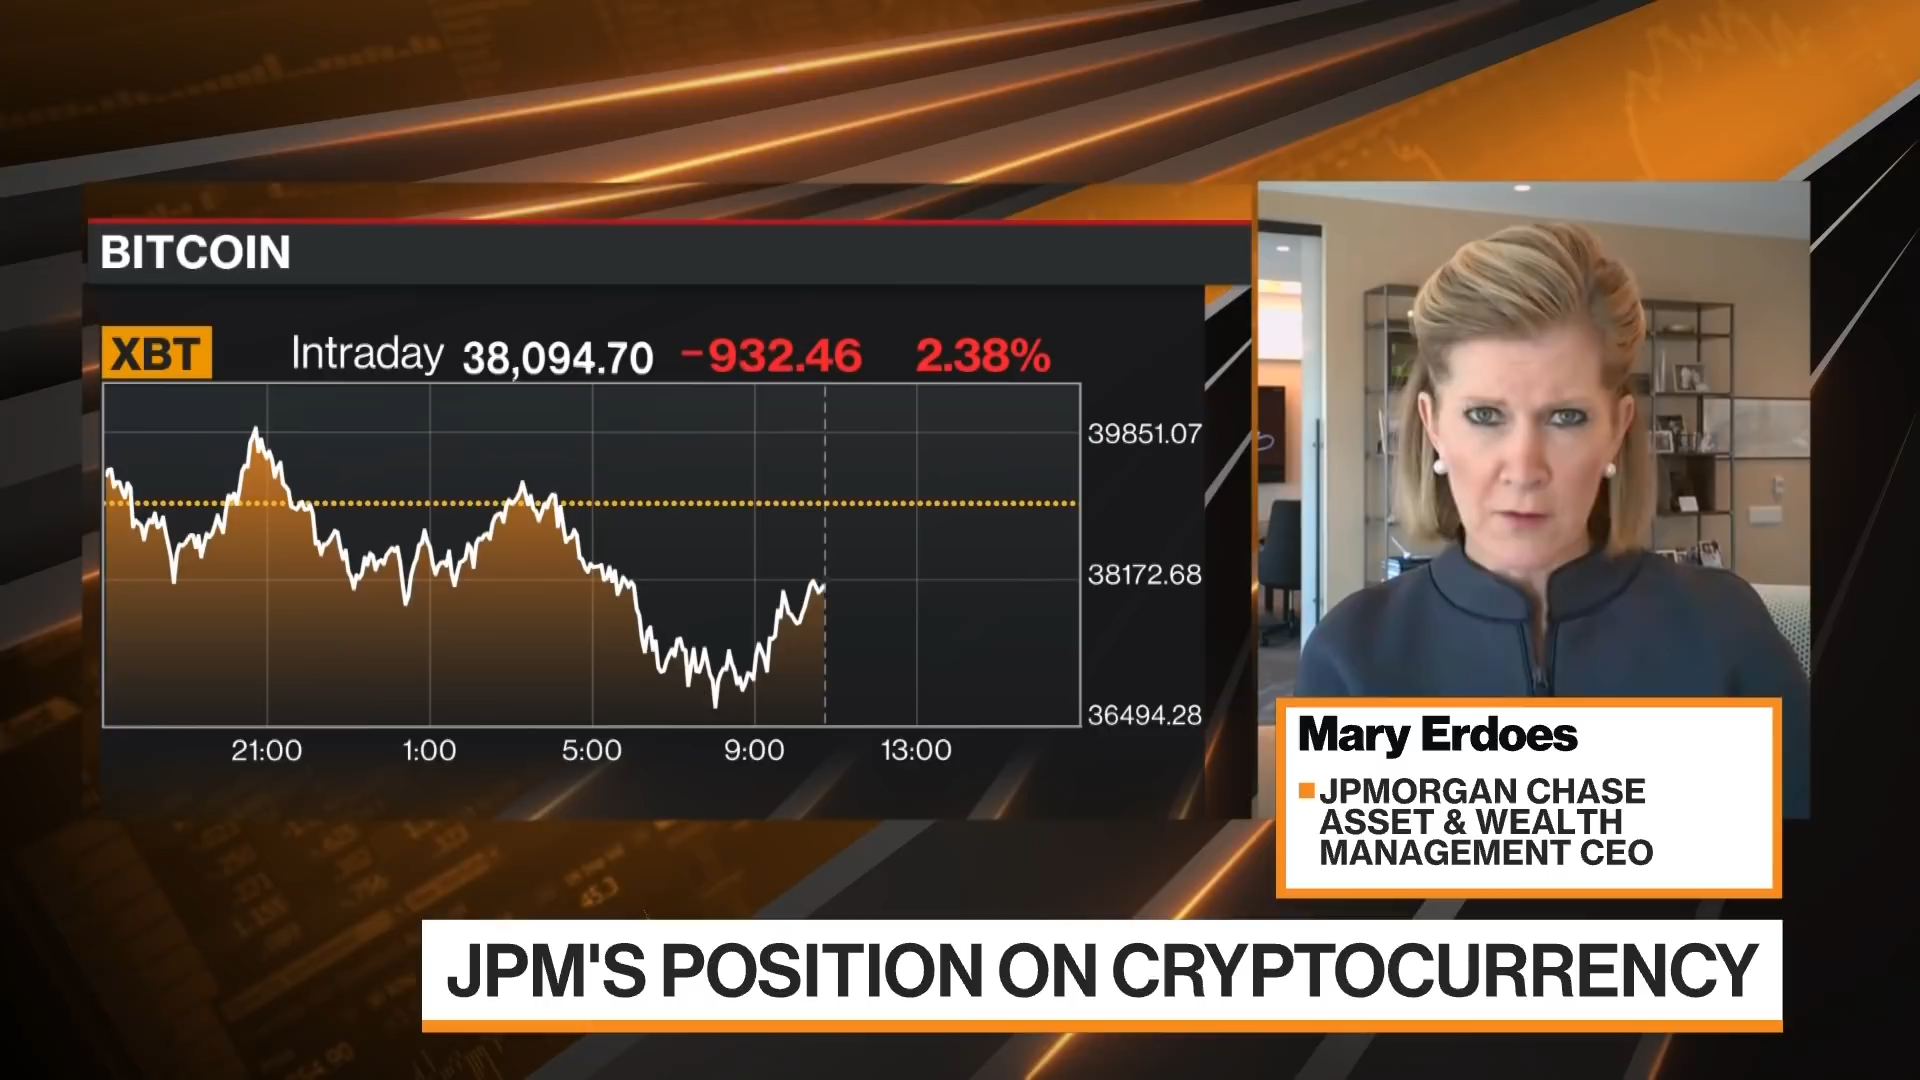 BITCOIN
XBT Intraday 38,094.70 -932.46 2.38%
39851.07
38172.68
36494.28
21:00 1:00 5:00 9:00 13:00
Mary Erdoes
JPMORGAN CHASE
ASSET & WEALTH
MANAGEMENT CEO
JPM'S POSITION ON CRYPTOCURRENCY